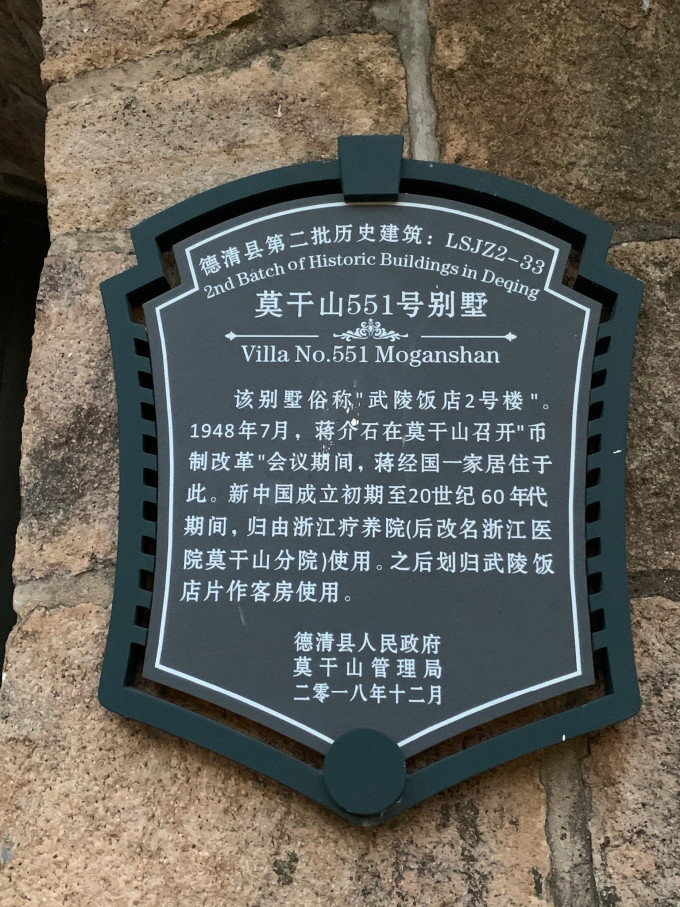 德清县第二批历史建筑：LSJZ2-33
2nd Batch of Historic Buildings in Deqing
莫干山551号别墅
Villa No.551 Moganshan
该别墅俗称"武陵饭店2号楼"。
1948年7月，蒋介石在莫干山召开"币
制改革"会议期间，蒋经国一家居住于
此。新中国成立初期至20世纪60年代
期间，归由浙江疗养院(后改名浙江医
院莫干山分院)使用。之后划归武陵饭
店片作客房使用。
德清县人民政府
莫干山管理局
二零一八年十二月